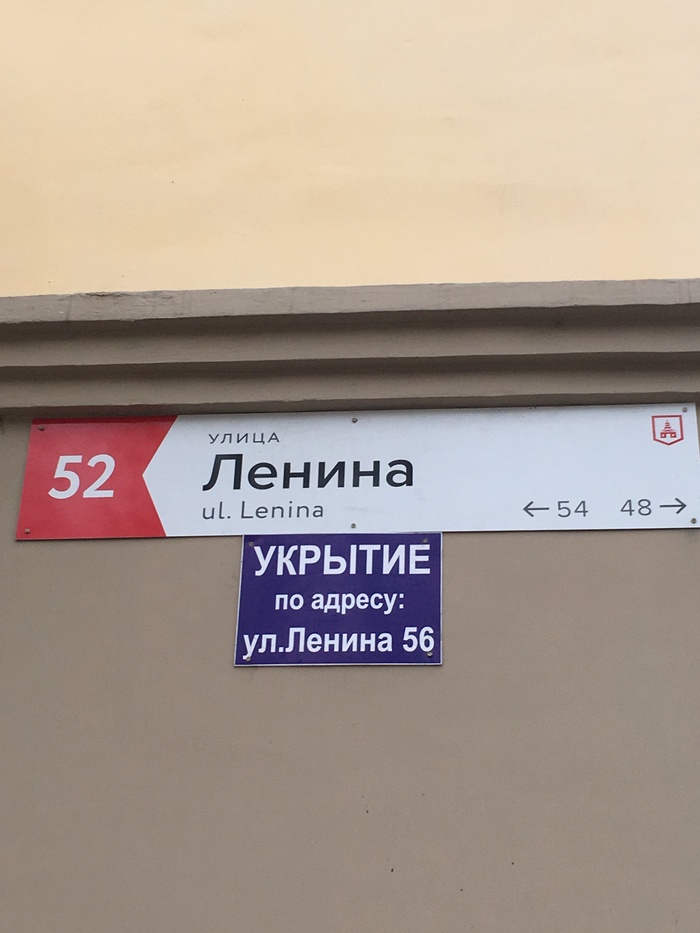 52
УЛИЦА
Ленина
ul. Lenina
←54 48→
УКРЫТИЕ
по адресу:
ул.Ленина 56